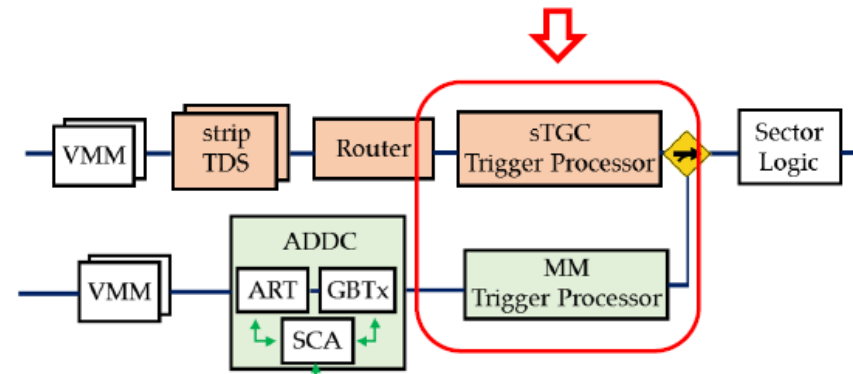 VMM
strip
TDS
Router
sTGC
Trigger Processor
Sector
Logic
VMM
ADDC
ART
GBTx
SCA
MM
Trigger Processor